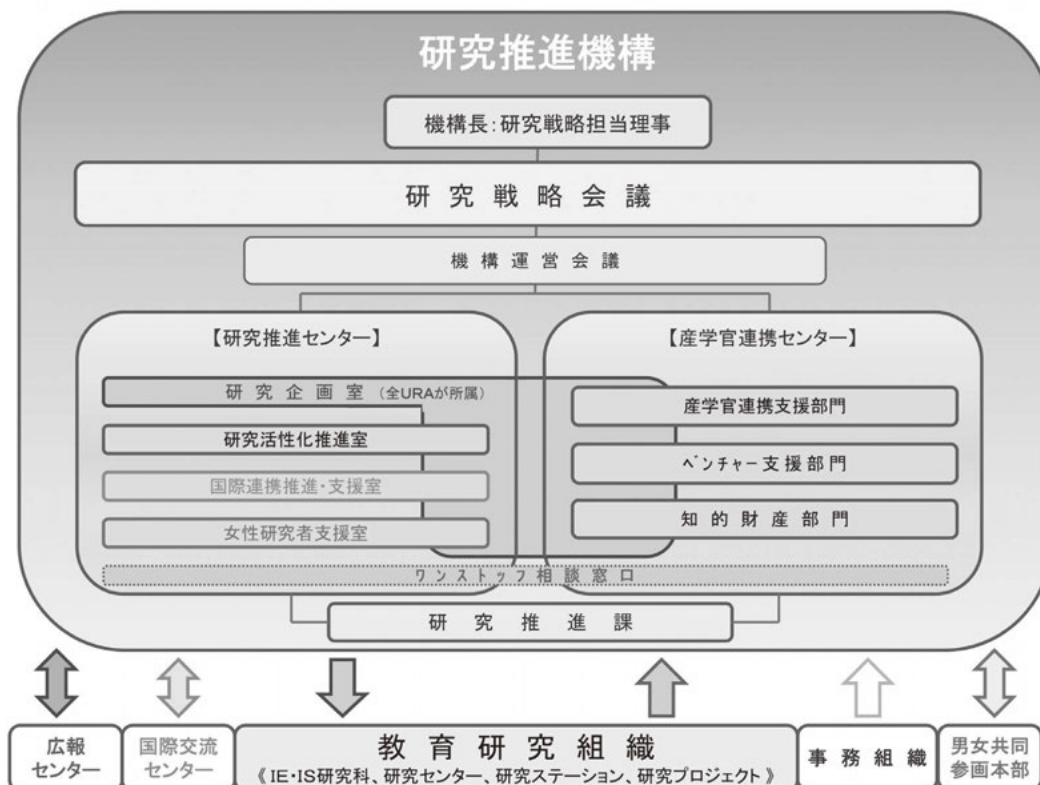 研究推進機構
機構長:研究戦略担当理事
研究戦略会議
機構運営会議
【研究推進センター】
研究企画室 (全URAが所属)
研究活性化推進室
国際連携推進・支援室
女性研究者支援室
【産学官連携センター】
産学官連携支援部門
ベンチャー支援部門
知的財産部門
ワンストップ相談窓口
研究推進課
広報
センター
国際交流
センター
教育研究組織
《IE・IS研究科、研究センター、研究ステーション、研究プロジェクト》
事務組織
男女共同
参画本部